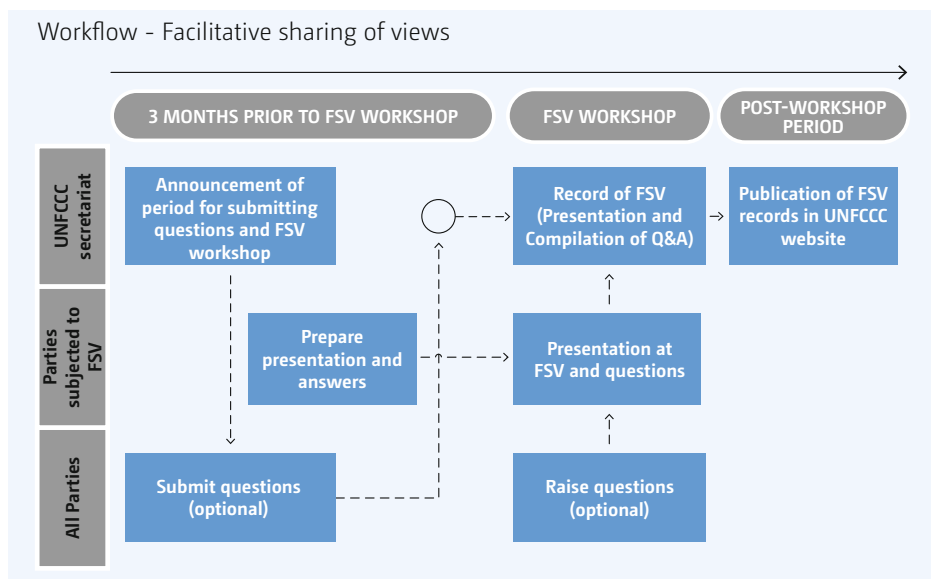 Workflow - Facilitative sharing of views
3 MONTHS PRIOR TO FSV WORKSHOP
FSV WORKSHOP
POST-WORKSHOP
PERIOD
UNFCCC
secretariat
Announcement of
period for submitting
questions and FSV
workshop
Record of FSV
(Presentation and
Compilation of Q&A)
Publication of FSV
records in UNFCCC
website
Parties
subjected to
FSV
Prepare
presentation and
answers
Presentation at
FSV and questions
All Parties
Submit questions
(optional)
Raise questions
(optional)